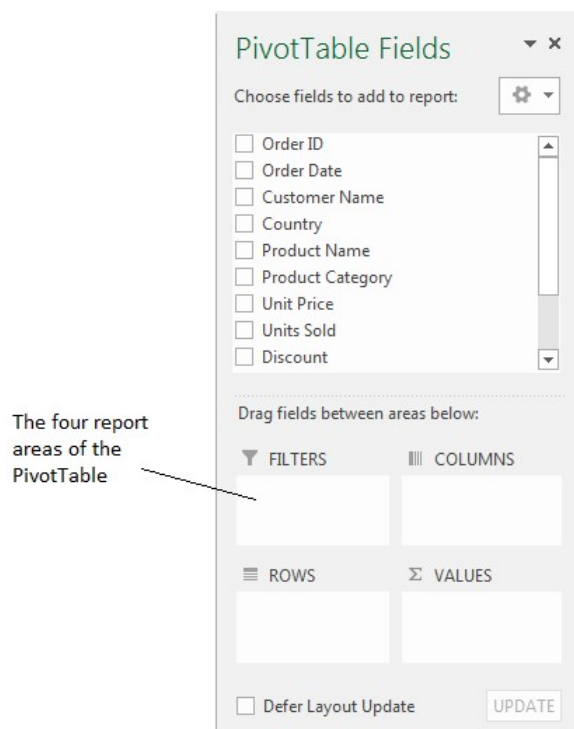 PivotTable Fields
Choose fields to add to report:
Order ID
Order Date
Customer Name
Country
Product Name
Product Category
Unit Price
Units Sold
Discount
Drag fields between areas below:
The four report
areas of the
PivotTable
FILTERS
COLUMNS
ROWS
Σ VALUES
Defer Layout Update
UPDATE